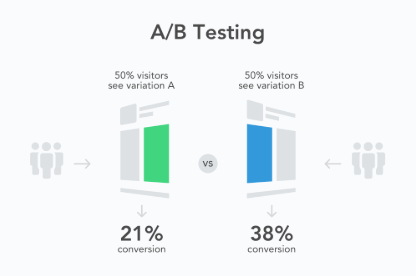 A/B Testing
50% visitors
see variation A
50% visitors
see variation B
vs
21%
conversion
38%
conversion